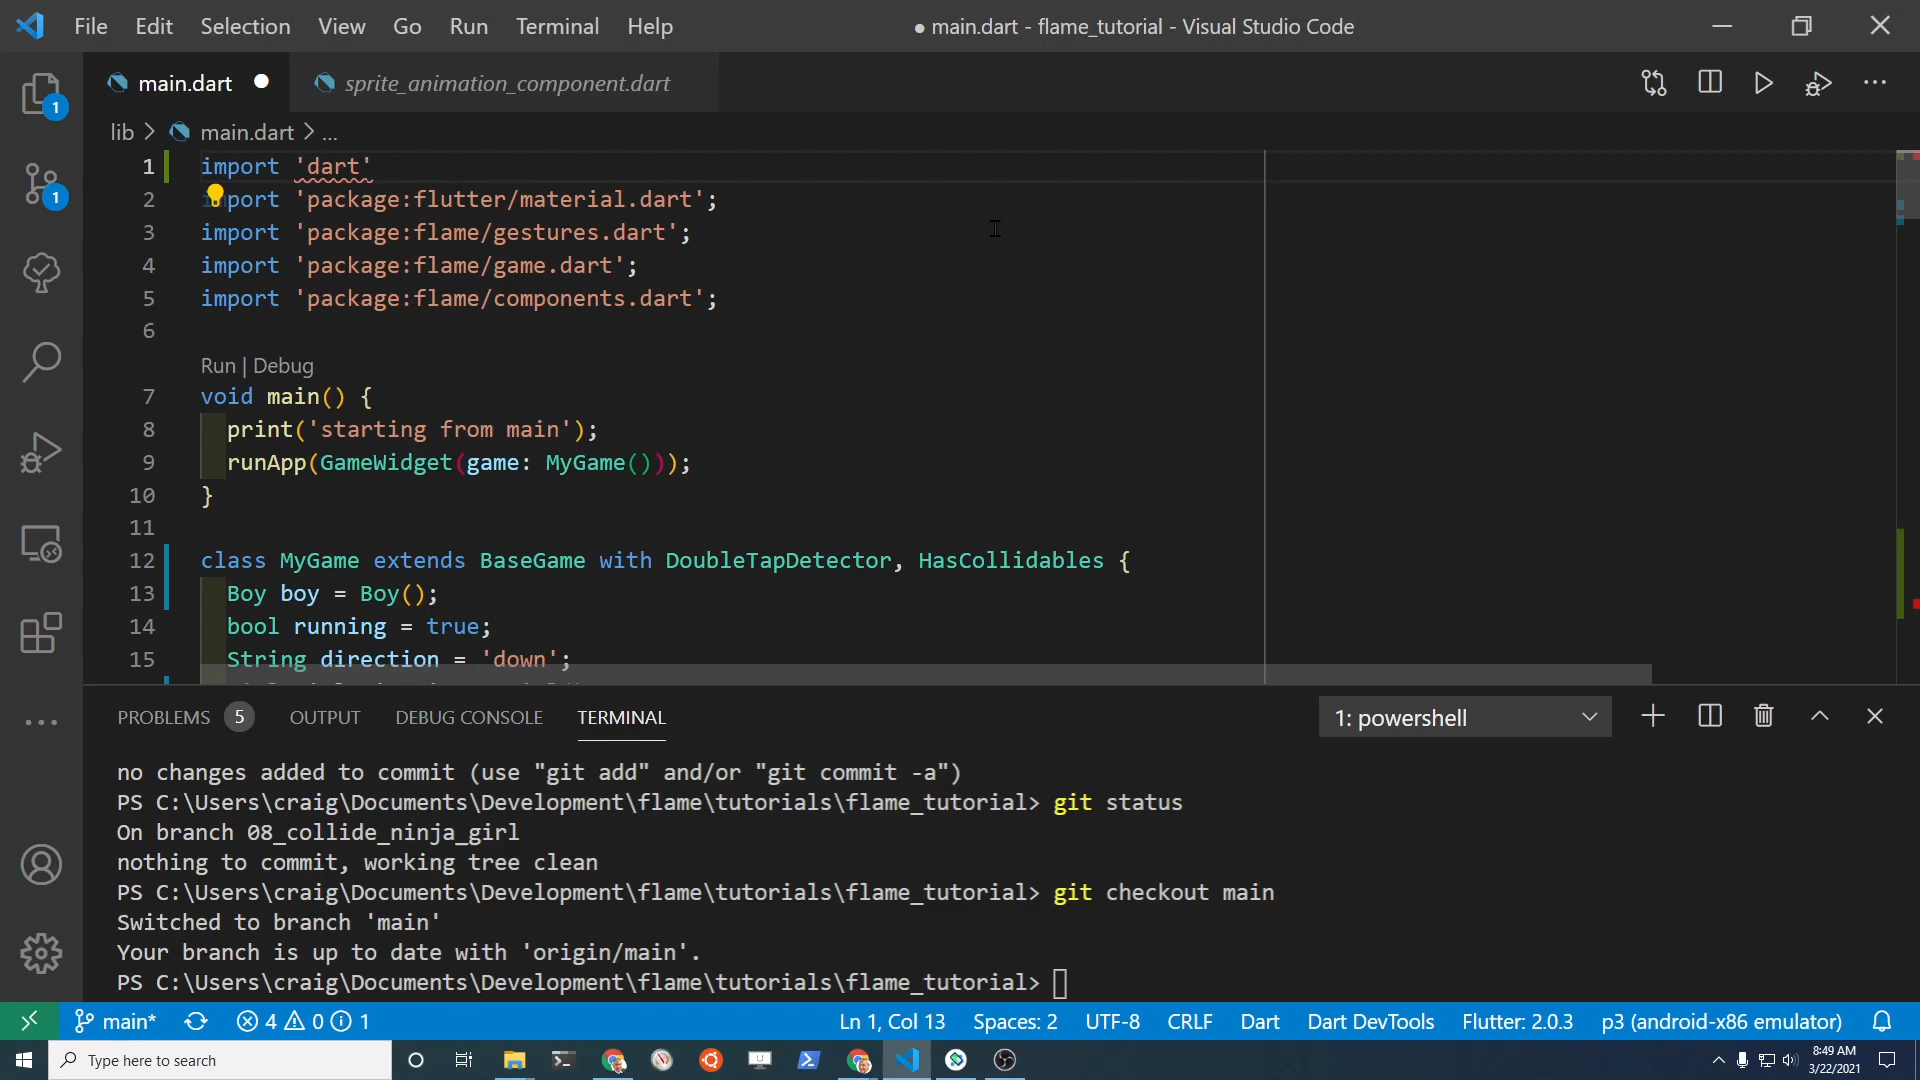 File Edit Selection View Go Run Terminal Help
● main.dart - flame_tutorial - Visual Studio Code
main.dart
sprite_animation_component.dart
lib > main.dart > ...
1
1
1 import 'dart'
2 import 'package:flutter/material.dart';
3 import 'package:flame/gestures.dart';
4 import 'package:flame/game.dart';
5 import 'package:flame/components.dart';
6
Run | Debug
7 void main() {
8 print('starting from main');
9 runApp(GameWidget(game: MyGame()));
10 }
11
12 class MyGame extends BaseGame with DoubleTapDetector, HasCollidables {
13 Boy boy = Boy();
14 bool running = true;
15 String direction = 'down';
PROBLEMS 5 OUTPUT DEBUG CONSOLE TERMINAL
1: powershell
no changes added to commit (use "git add" and/or "git commit -a")
PS C:\Users\craig\Documents\Development\flame\tutorials\flame_tutorial> git status
On branch 08_collide_ninja_girl
nothing to commit, working tree clean
PS C:\Users\craig\Documents\Development\flame\tutorials\flame_tutorial> git checkout main
Switched to branch 'main'
Your branch is up to date with 'origin/main'.
PS C:\Users\craig\Documents\Development\flame\tutorials\flame_tutorial>
main* 4 0 1 Ln 1, Col 13 Spaces: 2 UTF-8 CRLF Dart Dart DevTools Flutter: 2.0.3 p3 (android-x86 emulator)
Type here to search
8:49 AM
3/22/2021